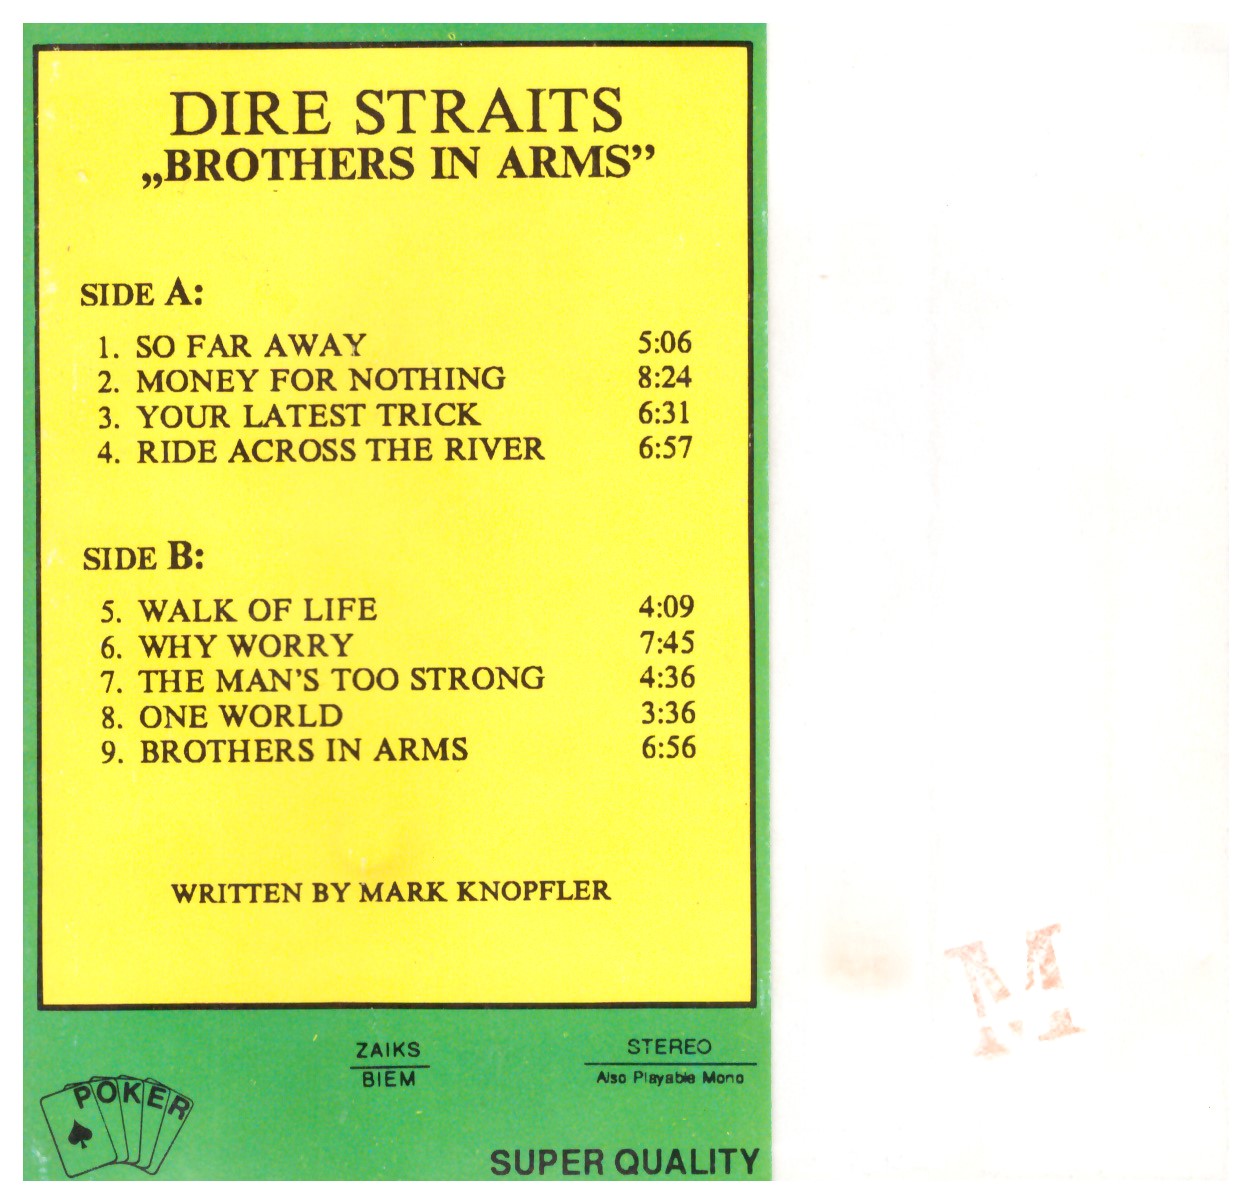 DIRE STRAITS
„BROTHERS IN ARMS”
SIDE A:
1. SO FAR AWAY 5:06
2. MONEY FOR NOTHING 8:24
3. YOUR LATEST TRICK 6:31
4. RIDE ACROSS THE RIVER 6:57
SIDE B:
5. WALK OF LIFE 4:09
6. WHY WORRY 7:45
7. THE MAN'S TOO STRONG 4:36
8. ONE WORLD 3:36
9. BROTHERS IN ARMS 6:56
WRITTEN BY MARK KNOPFLER
ZAIKS
BIEM
STEREO
Also Playable Mono
POKER
SUPER QUALITY
M